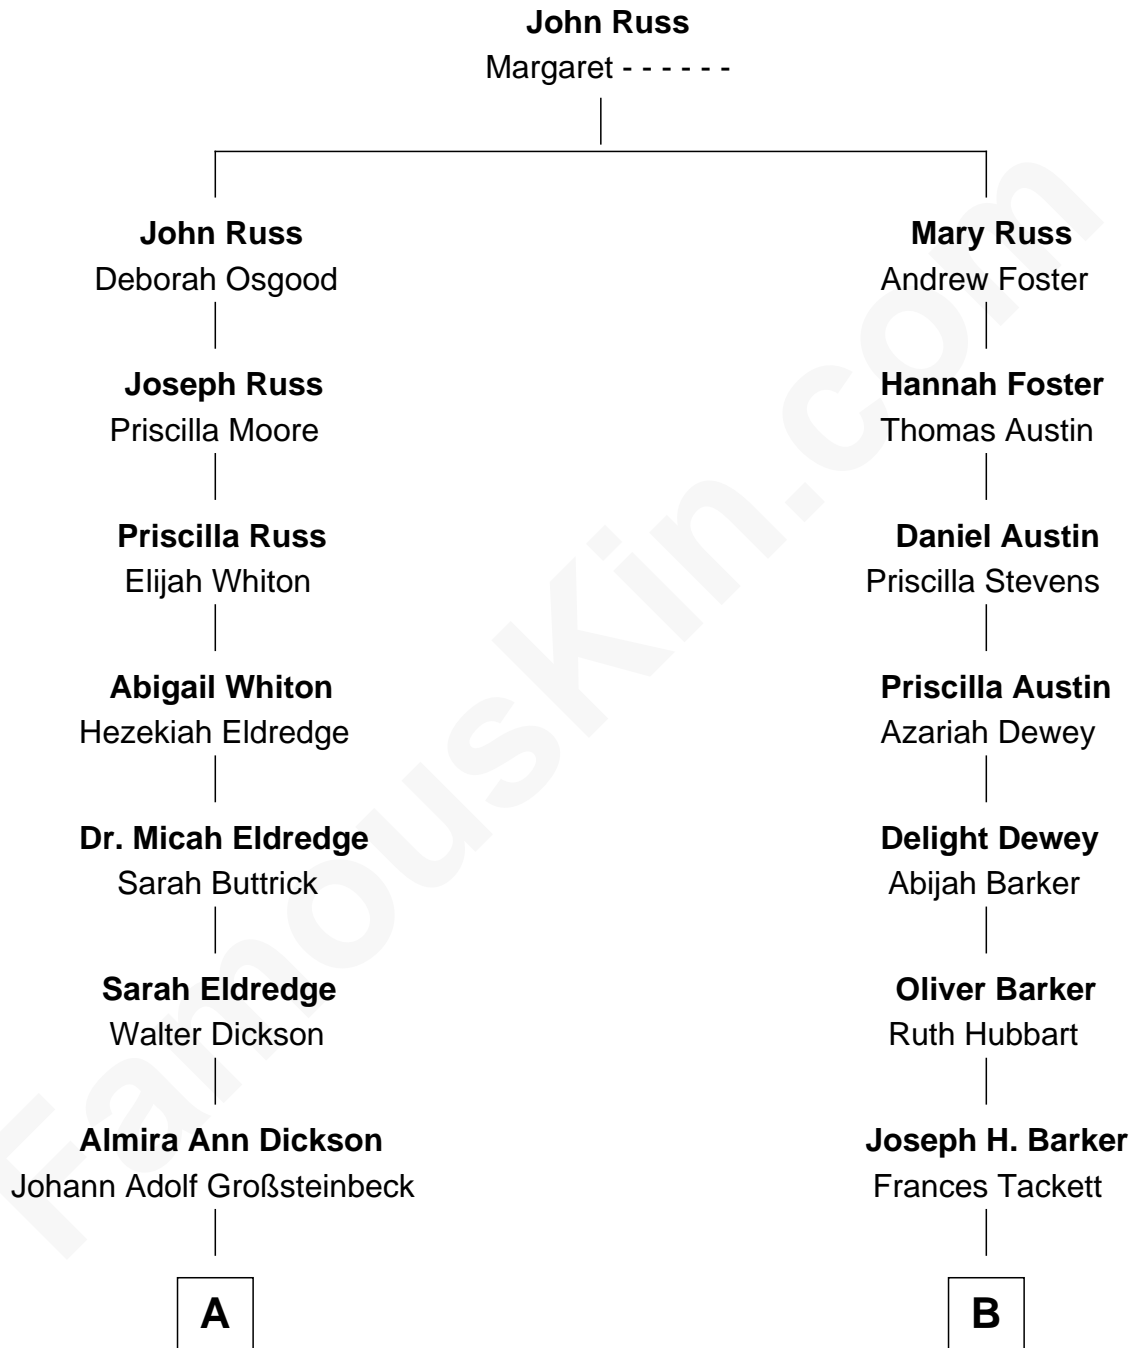 John Russ
Margaret - - - - - -
John Russ
Deborah Osgood
Mary Russ
Andrew Foster
Joseph Russ
Priscilla Moore
Hannah Foster
Thomas Austin
Priscilla Russ
Elijah Whiton
Daniel Austin
Priscilla Stevens
Abigail Whiton
Hezekiah Eldredge
Priscilla Austin
Azariah Dewey
Dr. Micah Eldredge
Sarah Buttrick
Delight Dewey
Abijah Barker
Sarah Eldredge
Walter Dickson
Oliver Barker
Ruth Hubbart
Almira Ann Dickson
Johann Adolf Großsteinbeck
Joseph H. Barker
Frances Tackett
A
B
FamousKin.com